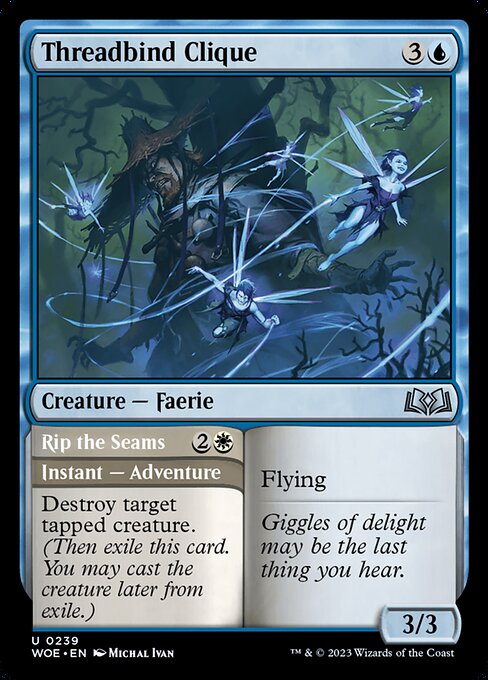 Threadbind Clique 3
Creature — Faerie
Rip the Seams 2
Instant — Adventure
Destroy target
tapped creature.
(Then exile this card.
You may cast the
creature later from
exile.)
Flying
Giggles of delight
may be the last
thing you hear.
3/3
U 0239
WOE • EN Michal Ivan
™ & © 2023 Wizards of the Coast